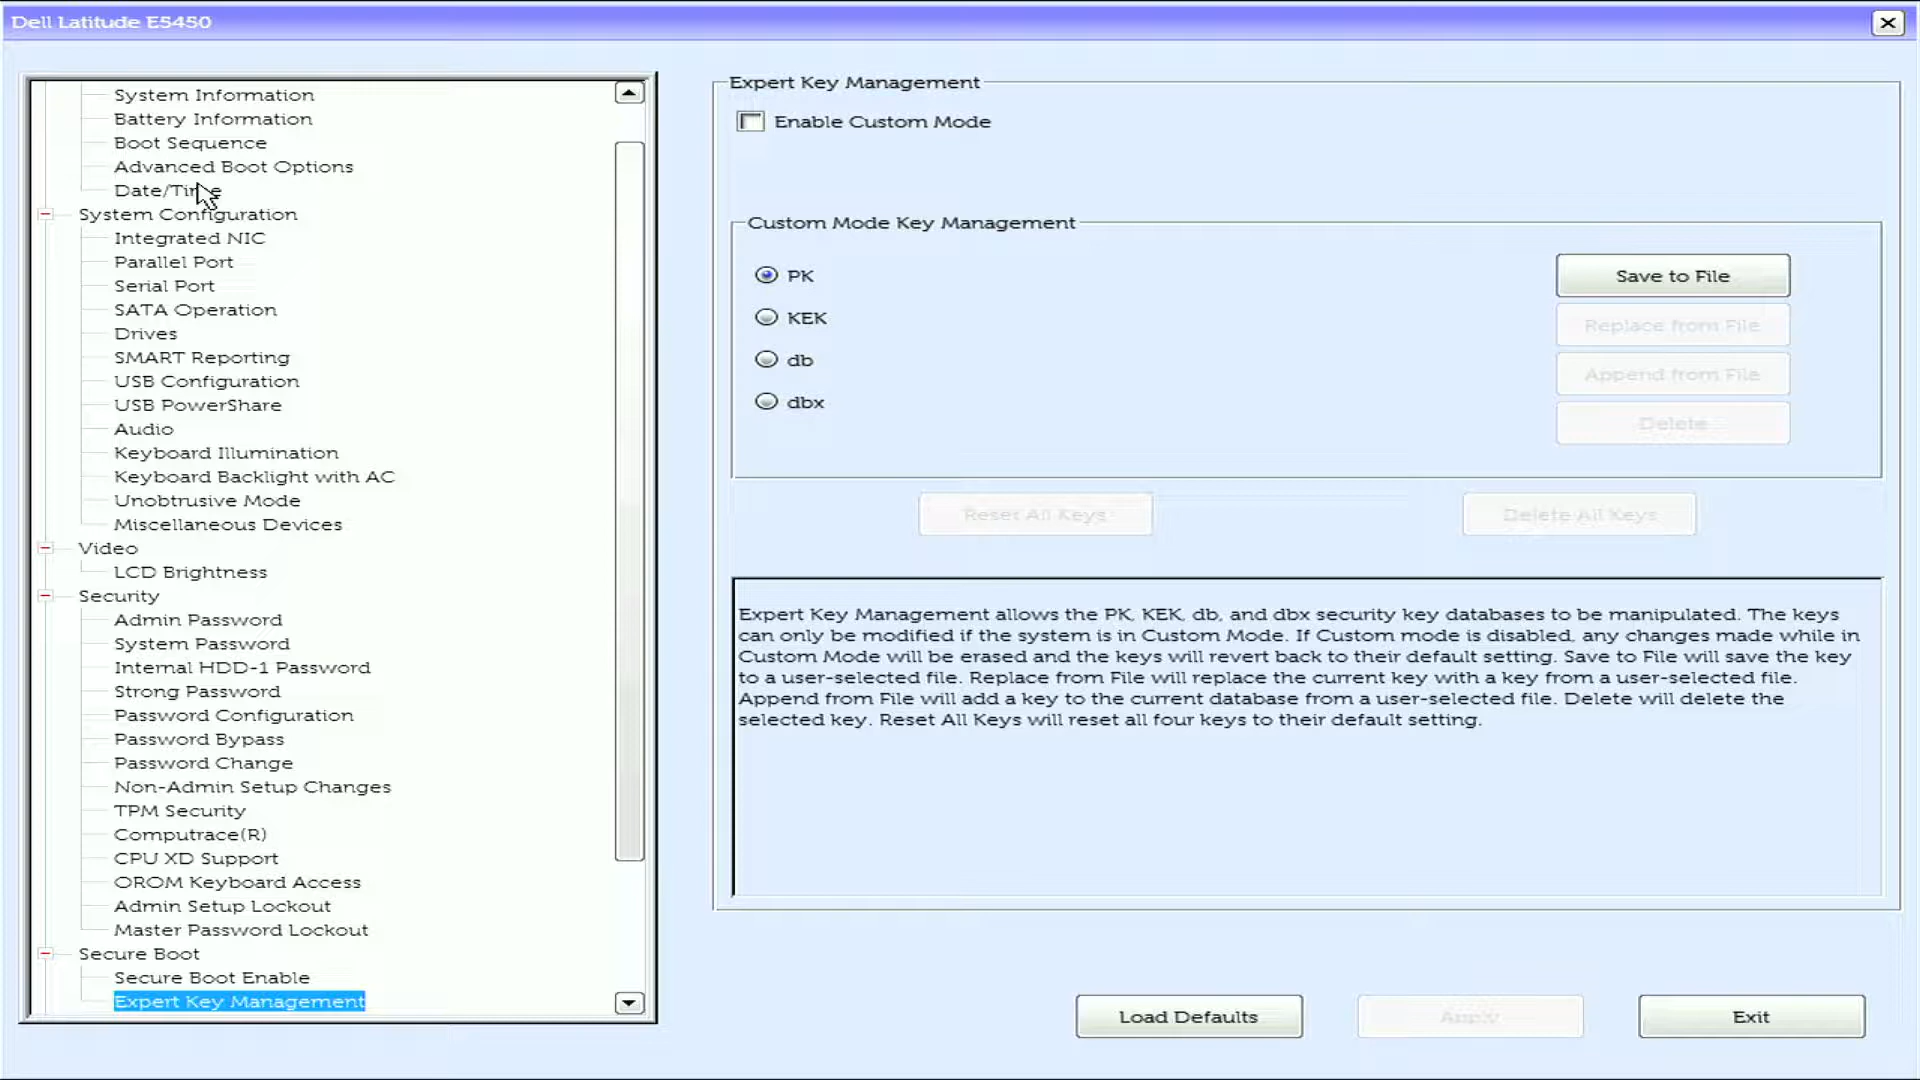 Dell Latitude E5450
System Information
Battery Information
Boot Sequence
Advanced Boot Options
Date/Time
System Configuration
Integrated NIC
Parallel Port
Serial Port
SATA Operation
Drives
SMART Reporting
USB Configuration
USB PowerShare
Audio
Keyboard Illumination
Keyboard Backlight with AC
Unobtrusive Mode
Miscellaneous Devices
Video
LCD Brightness
Security
Admin Password
System Password
Internal HDD-1 Password
Strong Password
Password Configuration
Password Bypass
Password Change
Non-Admin Setup Changes
TPM Security
Computrace(R)
CPU XD Support
OROM Keyboard Access
Admin Setup Lockout
Master Password Lockout
Secure Boot
Secure Boot Enable
Expert Key Management
Expert Key Management
Enable Custom Mode
Custom Mode Key Management
PK
KEK
db
dbx
Save to File
Replace from File
Append from File
Delete
Reset All Keys
Delete All Keys
Expert Key Management allows the PK, KEK, db, and dbx security key databases to be manipulated. The keys
can only be modified if the system is in Custom Mode. If Custom mode is disabled, any changes made while in
Custom Mode will be erased and the keys will revert back to their default setting. Save to File will save the key
to a user-selected file. Replace from File will replace the current key with a key from a user-selected file.
Append from File will add a key to the current database from a user-selected file. Delete will delete the
selected key. Reset All Keys will reset all four keys to their default setting.
Load Defaults
Apply
Exit